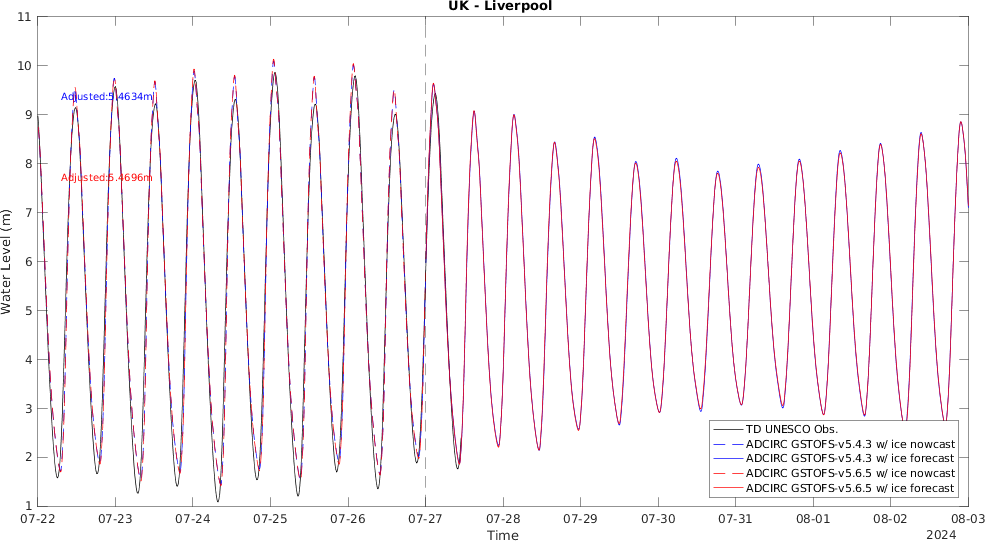 UK - Liverpool
11
10
9
8
7
6
5
4
3
2
1
Water Level (m)
Adjusted:5.4634m
Adjusted:5.4696m
TD UNESCO Obs.
ADCIRC GSTOFS-v5.4.3 w/ ice nowcast
ADCIRC GSTOFS-v5.4.3 w/ ice forecast
ADCIRC GSTOFS-v5.6.5 w/ ice nowcast
ADCIRC GSTOFS-v5.6.5 w/ ice forecast
07-22 07-23 07-24 07-25 07-26 07-27 07-28 07-29 07-30 07-31 08-01 08-02 08-03
Time
2024